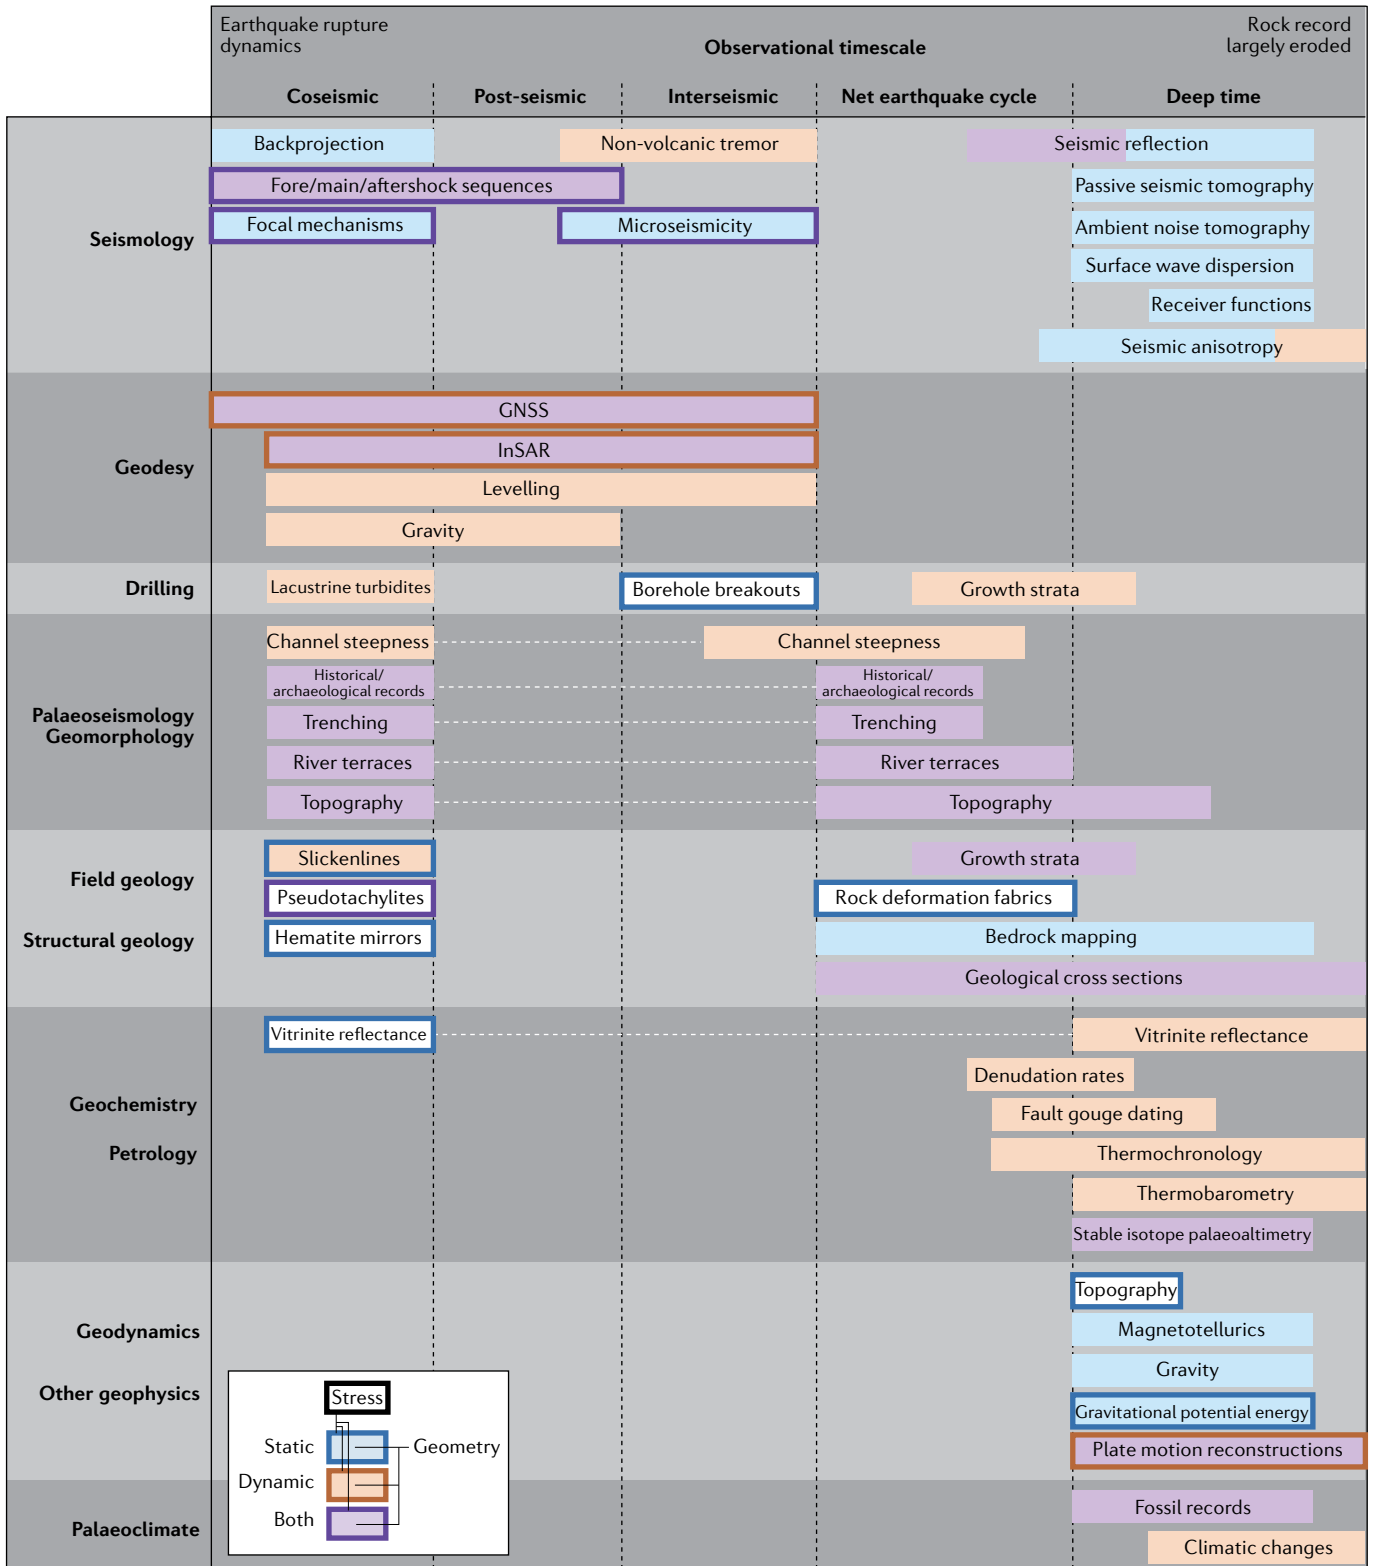 Earthquake rupture
dynamics
Observational timescale
Rock record
largely eroded
Coseismic
Post-seismic
Interseismic
Net earthquake cycle
Deep time
Seismology
Backprojection
Non-volcanic tremor
Seismic reflection
Fore/main/aftershock sequences
Passive seismic tomography
Focal mechanisms
Microseismicity
Ambient noise tomography
Surface wave dispersion
Receiver functions
Seismic anisotropy
Geodesy
GNSS
InSAR
Levelling
Gravity
Drilling
Lacustrine turbidites
Borehole breakouts
Growth strata
Palaeoseismology
Geomorphology
Channel steepness
Channel steepness
Historical/
archaeological records
Historical/
archaeological records
Trenching
Trenching
River terraces
River terraces
Topography
Topography
Field geology
Structural geology
Slickenlines
Growth strata
Pseudotachylites
Rock deformation fabrics
Hematite mirrors
Bedrock mapping
Geological cross sections
Geochemistry
Petrology
Vitrinite reflectance
Vitrinite reflectance
Denudation rates
Fault gouge dating
Thermochronology
Thermobarometry
Stable isotope palaeoaltimetry
Geodynamics
Other geophysics
Topography
Magnetotellurics
Gravity
Gravitational potential energy
Plate motion reconstructions
Palaeoclimate
Fossil records
Climatic changes
Stress
Static
Geometry
Dynamic
Both